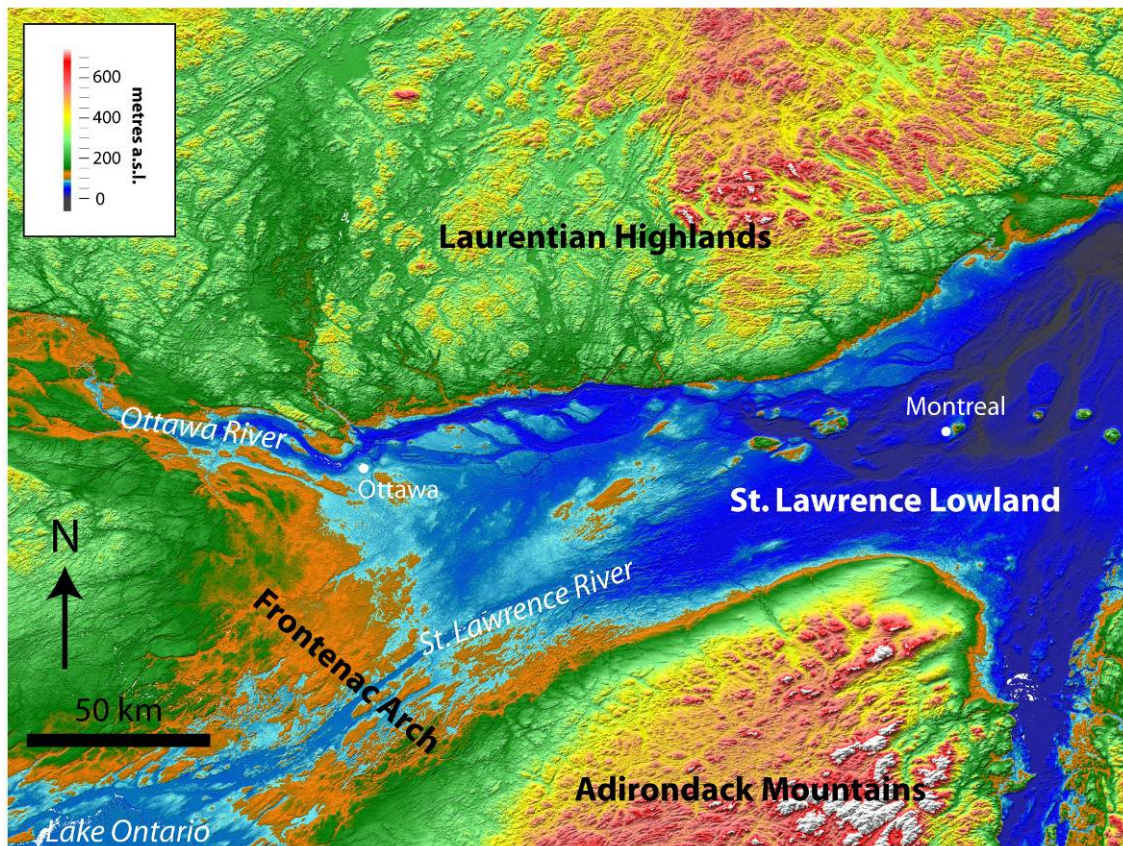 600
400
200
0
metres a.s.l.
Laurentian Highlands
Montreal
Ottawa River
Ottawa
St. Lawrence Lowland
N
St. Lawrence River
Frontenac Arch
50 km
Adirondack Mountains
Lake Ontario